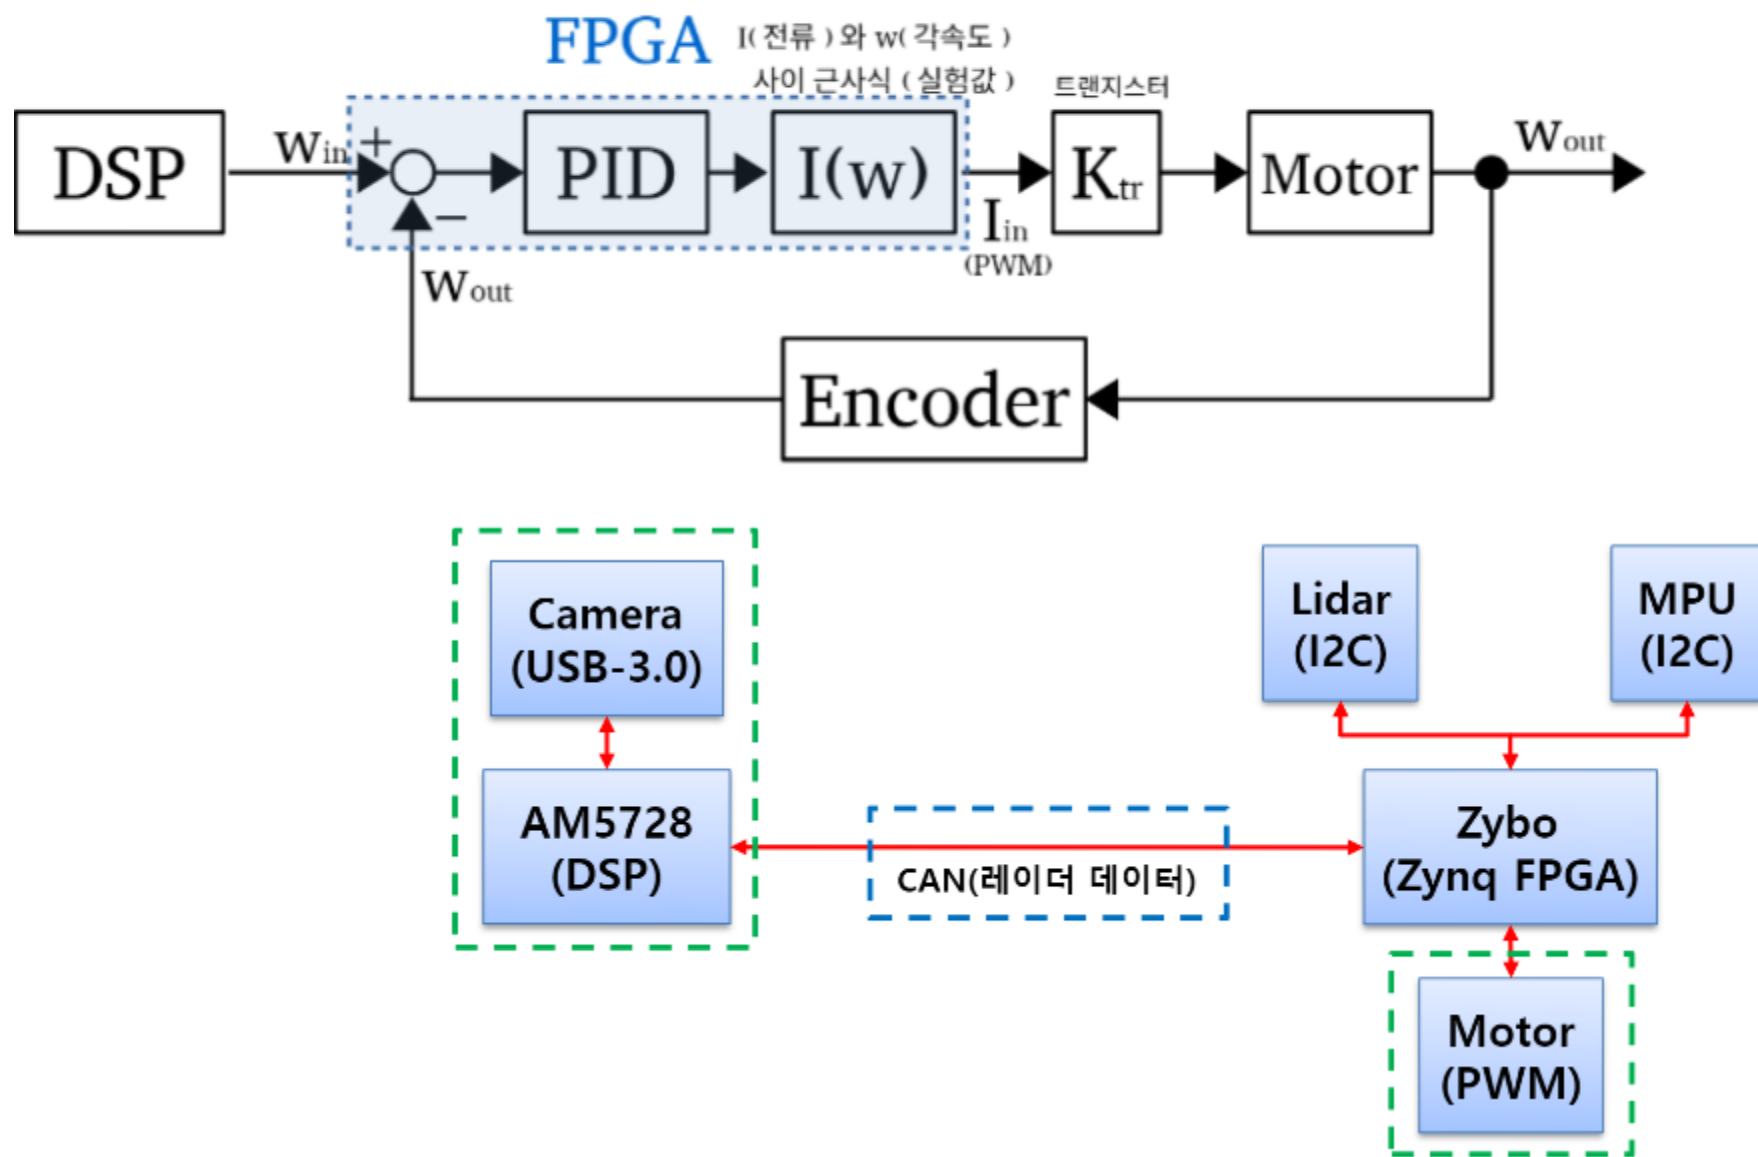 FPGA
I( 전류 ) 와 w( 각속도 )
사이 근사식 ( 실험값 )
트랜지스터
DSP
Win
+
PID
I(w)
Ktr
Motor
Wout
−
Iin
(PWM)
Wout
Encoder
Camera
(USB-3.0)
Lidar
(I2C)
MPU
(I2C)
AM5728
(DSP)
CAN(레이더 데이터)
Zybo
(Zynq FPGA)
Motor
(PWM)